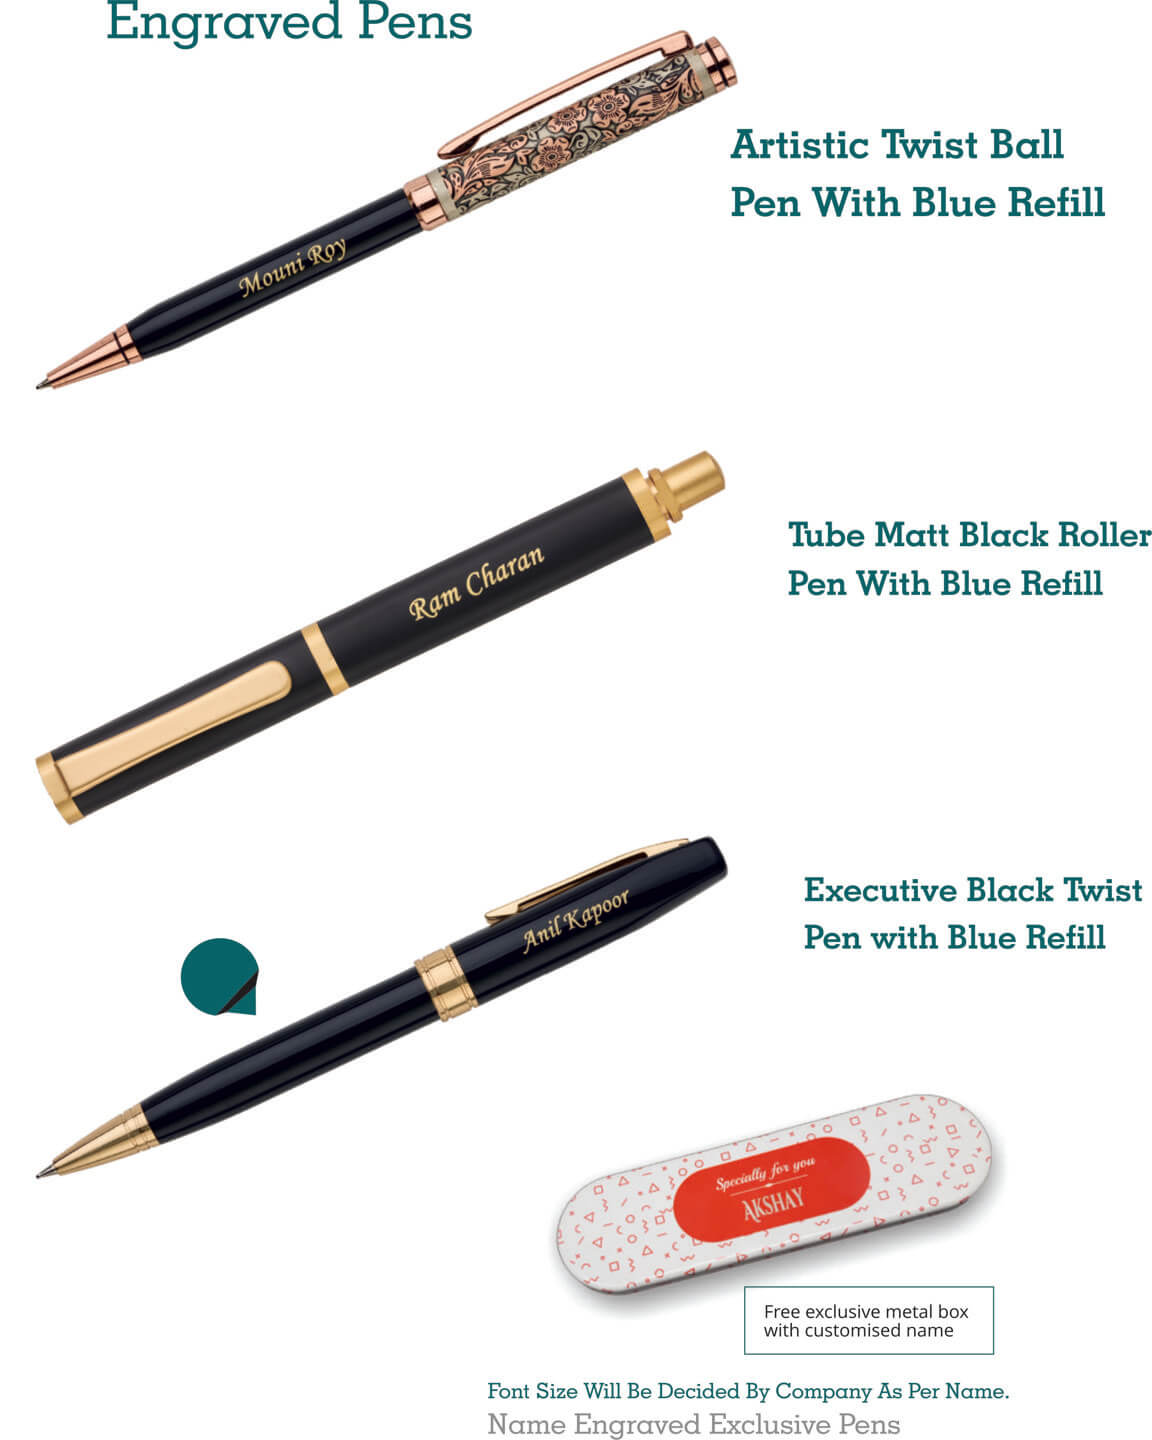 Engraved Pens
Artistic Twist Ball
Pen With Blue Refill
Mouni Roy
Tube Matt Black Roller
Pen With Blue Refill
Ram Charan
Executive Black Twist
Pen with Blue Refill
Anil Kapoor
Specially for you
AKSHAY
Free exclusive metal box
with customised name
Font Size Will Be Decided By Company As Per Name.
Name Engraved Exclusive Pens